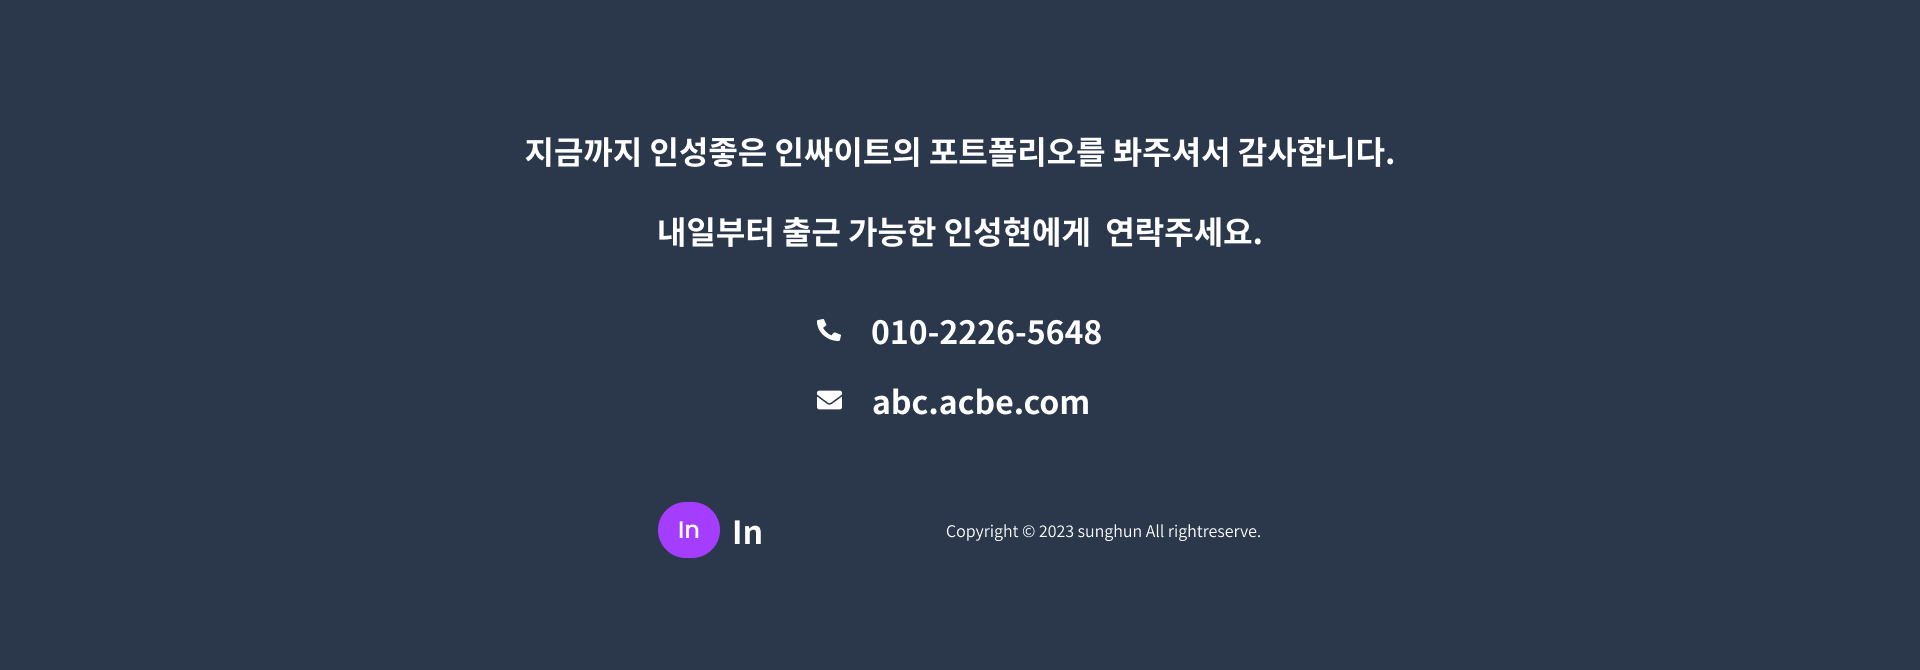 지금까지 인성좋은 인싸이트의 포트폴리오를 봐주셔서 감사합니다.
내일부터 출근 가능한 인성현에게  연락주세요.
010-2226-5648
abc.acbe.com
In In
Copyright © 2023 sunghun All rightreserve.